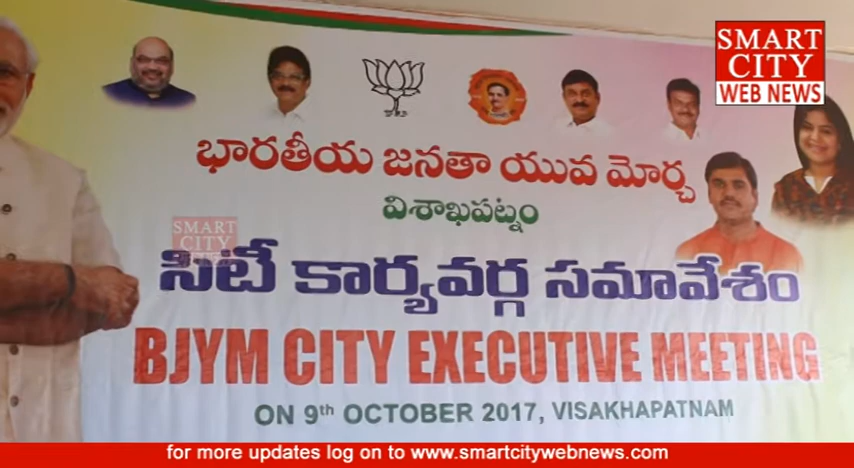 SMART
CITY
WEB NEWS
భారతీయ జనతా యువ మోర్చ
విశాఖపట్నం
SMART
CITY
సిటీ కార్యవర్గ సమావేశం
BJYM CITY EXECUTIVE MEETING
ON 9th OCTOBER 2017, VISAKHAPATNAM
for more updates log on to www.smartcitywebnews.com